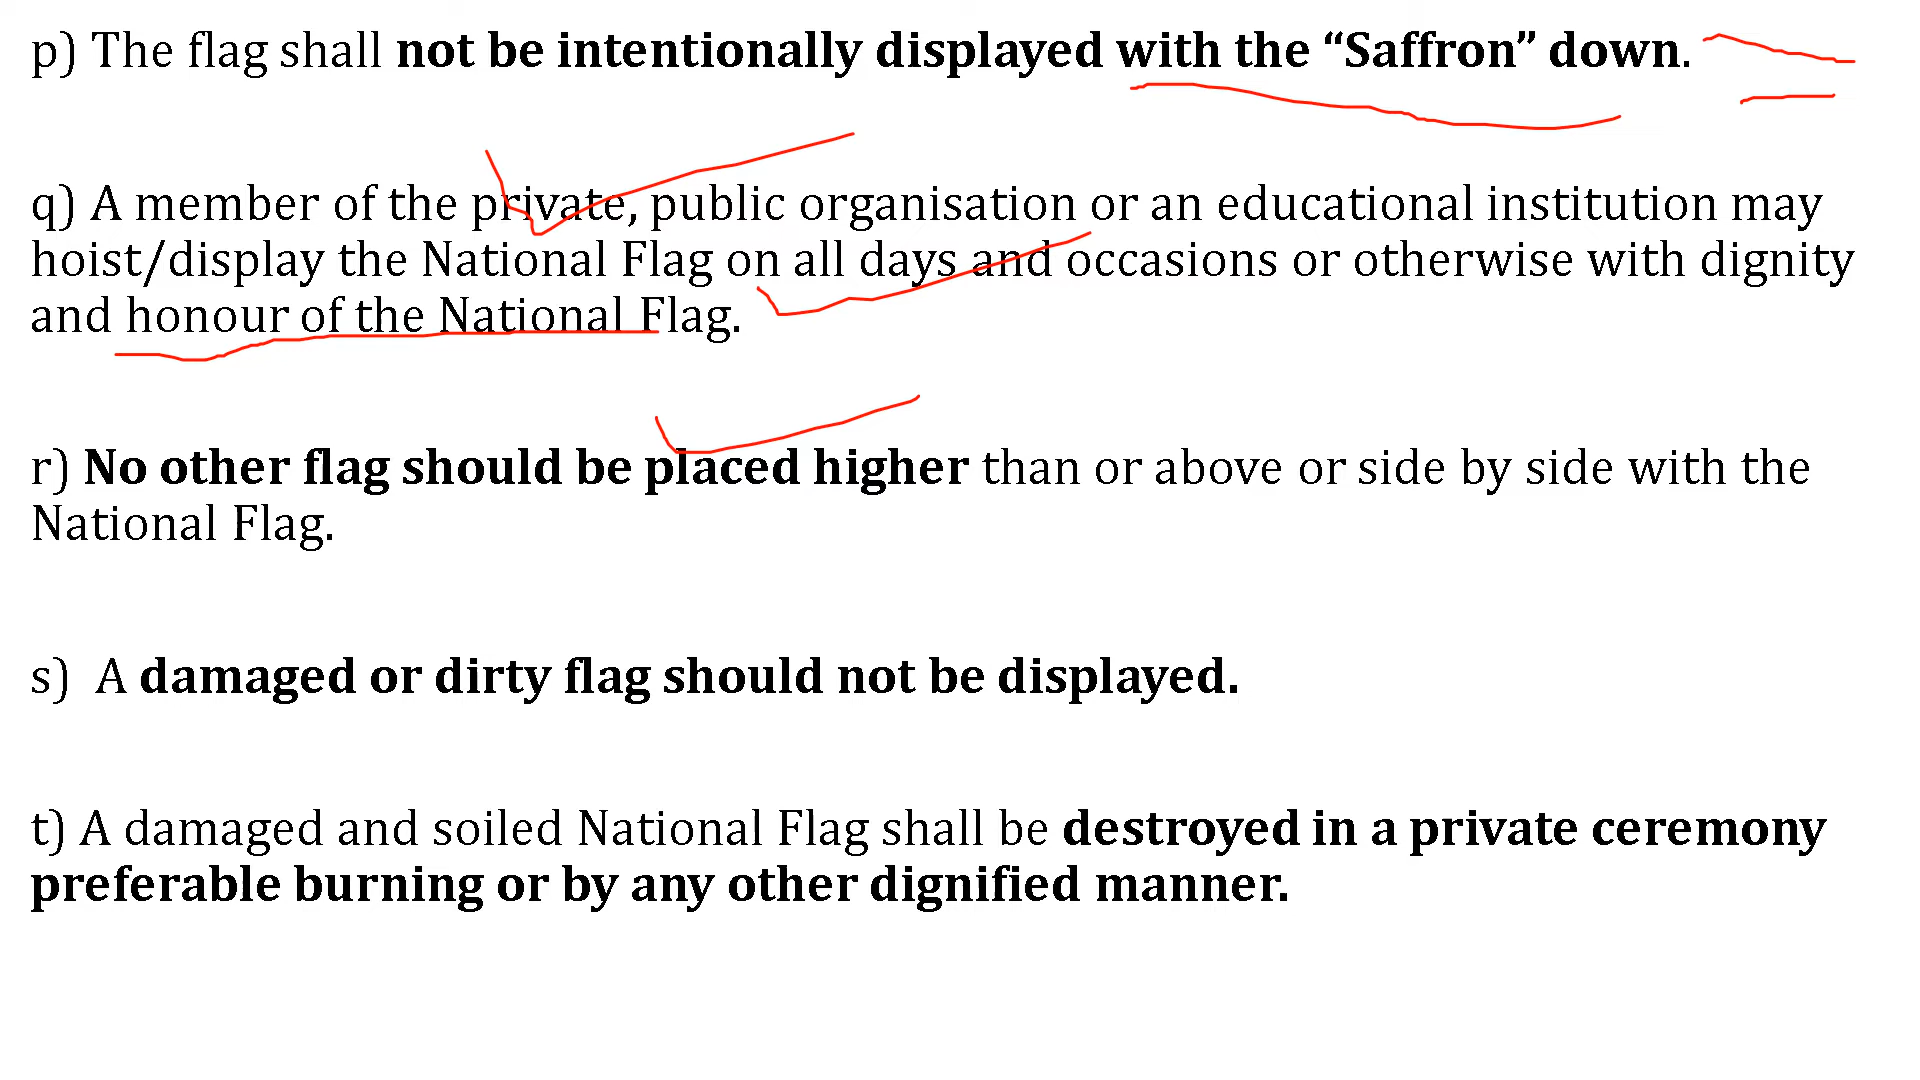 p) The flag shall not be intentionally displayed with the “Saffron” down.
q) A member of the private, public organisation or an educational institution may
hoist/display the National Flag on all days and occasions or otherwise with dignity
and honour of the National Flag.
r) No other flag should be placed higher than or above or side by side with the
National Flag.
s) A damaged or dirty flag should not be displayed.
t) A damaged and soiled National Flag shall be destroyed in a private ceremony
preferable burning or by any other dignified manner.